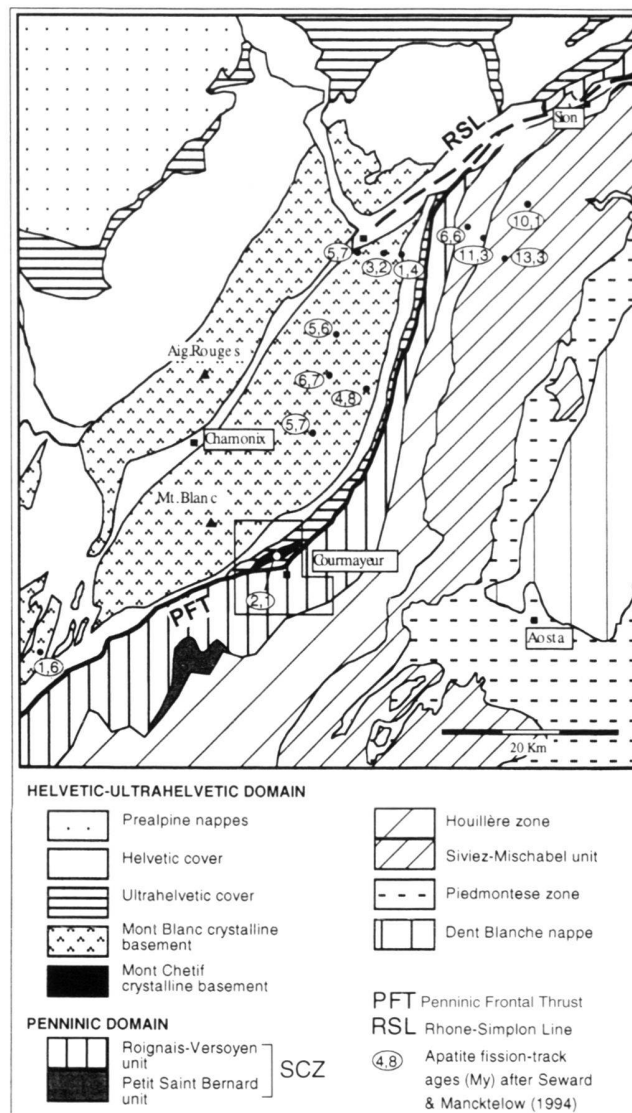 RSL
Sion
10,1
6,6
11,3
13,3
5,7
3,2
1,4
5,6
Aig.Rouges
6,7
4,8
5,7
Chamonix
Mt.Blanc
Courmayeur
2,1
PFT
1,6
Aosta
20 Km
HELVETIC-ULTRAHELVETIC DOMAIN
Prealpine nappes
Helvetic cover
Ultrahelvetic cover
Mont Blanc crystalline
basement
Mont Chetif
crystalline basement
PENNINIC DOMAIN
Roignais-Versoyen
unit
Petit Saint Bernard
unit
SCZ
Houillère zone
Siviez-Mischabel unit
Piedmontese zone
Dent Blanche nappe
PFT Penninic Frontal Thrust
RSL Rhone-Simplon Line
4,8 Apatite fission-track
ages (My) after Seward
& Mancktelow (1994)